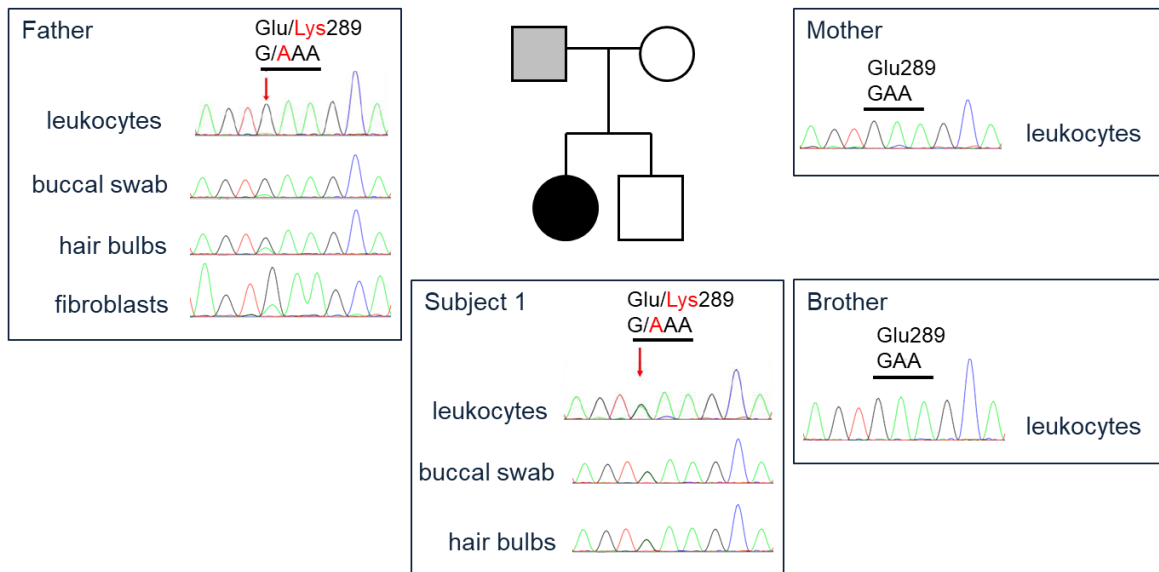 Father
Glu/Lys289
G/AAA
leukocytes
buccal swab
hair bulbs
fibroblasts
Mother
Glu289
GAA
leukocytes
Subject 1
Glu/Lys289
G/AAA
leukocytes
buccal swab
hair bulbs
Brother
Glu289
GAA
leukocytes